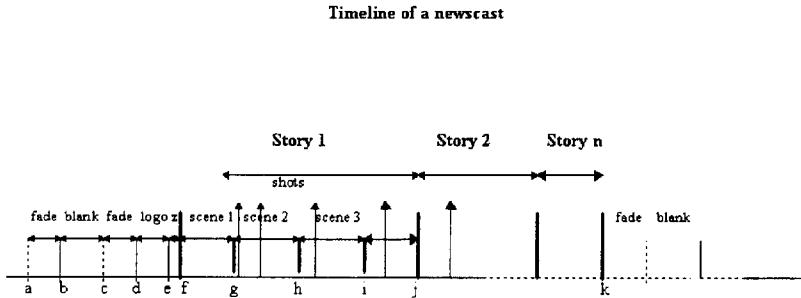 Timeline of a newscast
Story 1 Story 2 Story n
shots
fade blank fade logo z scene 1 scene 2 scene 3 fade blank
a b c d e f g h i j k